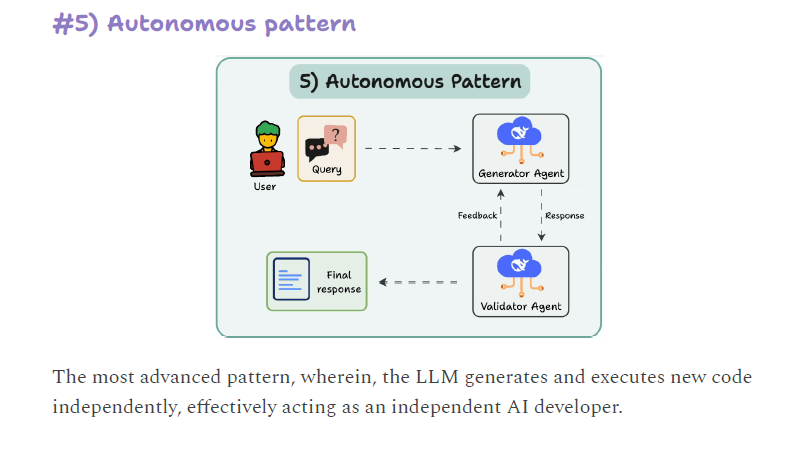 #5) Autonomous pattern
5) Autonomous Pattern
?
Query
User
Generator Agent
Feedback
Response
Final
response
Validator Agent
The most advanced pattern, wherein, the LLM generates and executes new code
independently, effectively acting as an independent AI developer.